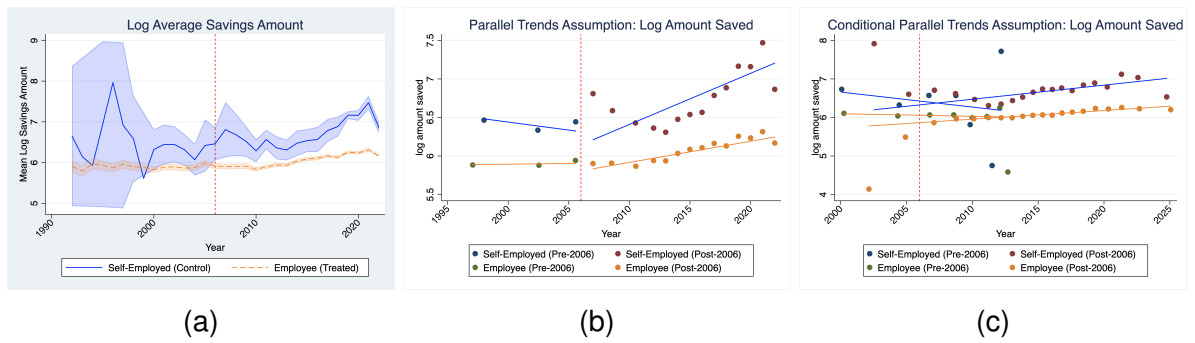 Log Average Savings Amount
Mean Log Savings Amount
9
8
7
6
5
1990
2000
2010
2020
Year
Self-Employed (Control)
Employee (Treated)
(a)
Parallel Trends Assumption: Log Amount Saved
log amount saved
7.5
7
6.5
6
5.5
1995
2000
2005
2010
2015
2020
Year
Self-Employed (Pre-2006)
Self-Employed (Post-2006)
Employee (Pre-2006)
Employee (Post-2006)
(b)
Conditional Parallel Trends Assumption: Log Amount Saved
log amount saved
8
7
6
5
4
2000
2005
2010
2015
2020
2025
Year
Self-Employed (Pre-2006)
Self-Employed (Post-2006)
Employee (Pre-2006)
Employee (Post-2006)
(c)